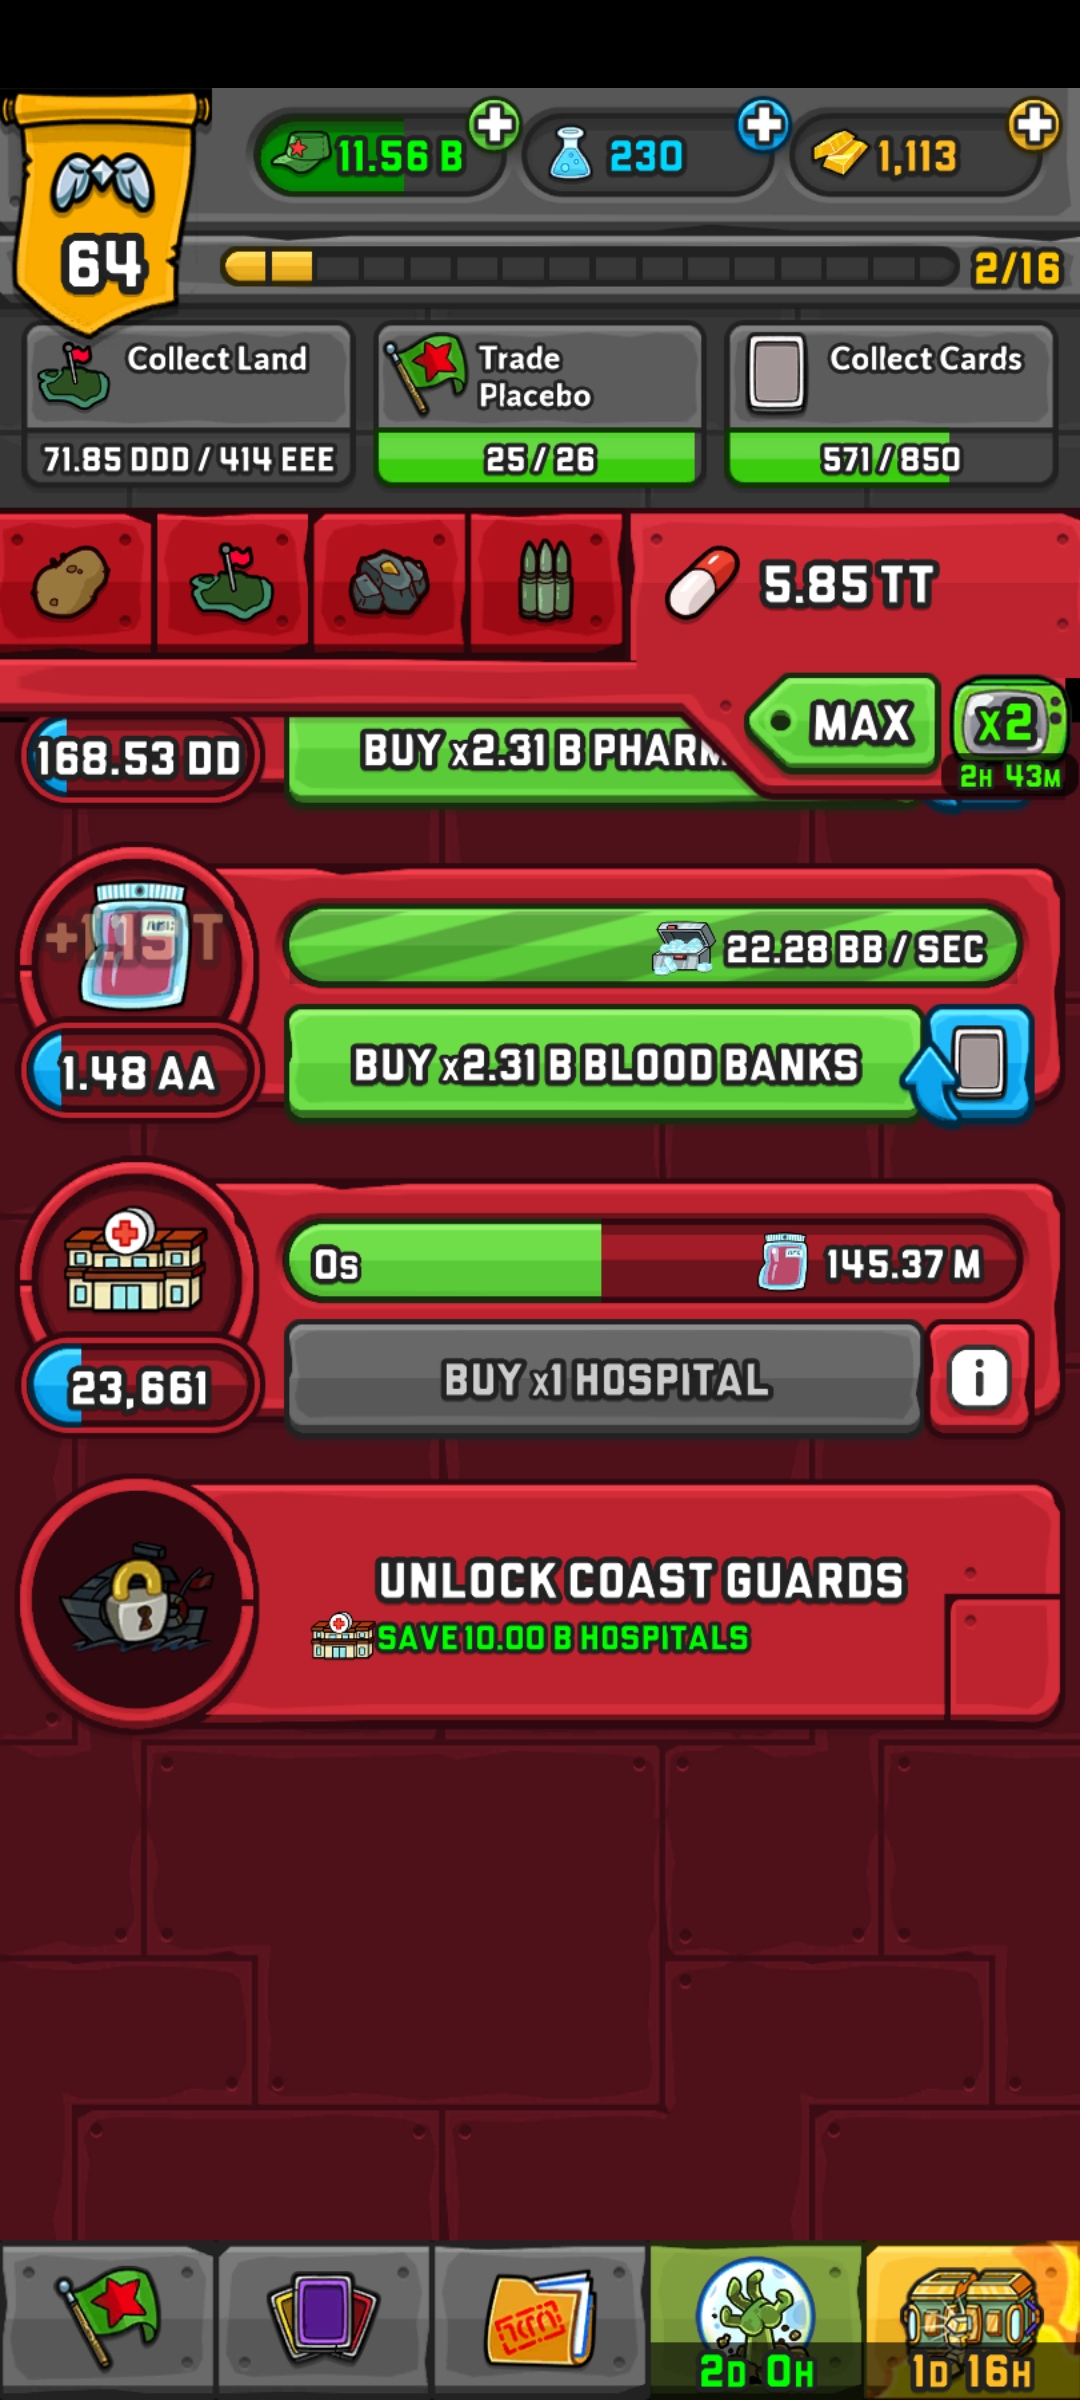 11.56 B
230
1,113
64
2/16
Collect Land
71.85 DDD / 414 EEE
Trade
Placebo
25 / 26
Collect Cards
571 / 850
5.85 TT
MAX
x2
2H 43M
168.53 DD
BUY x2.31 B
22.28 BB / SEC
1.48 AA
BUY x2.31 B BLOOD BANKS
0s
145.37 M
23,661
BUY x1 HOSPITAL
i
UNLOCK COAST GUARDS
SAVE 10.00 B HOSPITALS
2D 0H
1D 16H